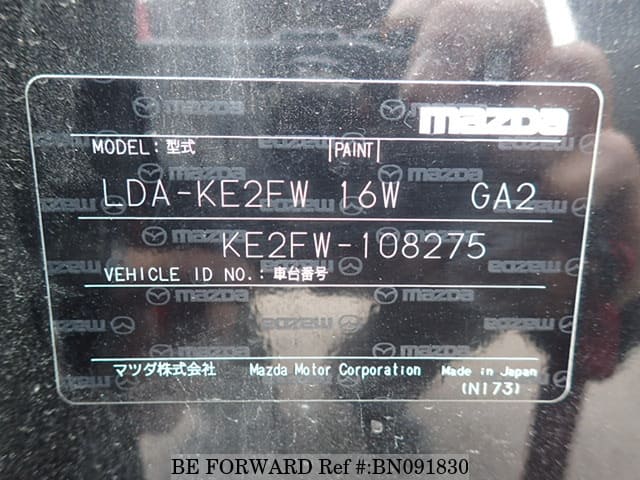 mazda
MODEL: 型式 PAINT
LDA-KE2FW 16W GA2
KE2FW-108275
VEHICLE ID NO.: 車台番号
マツダ株式会社 Mazda Motor Corporation Made in Japan
(N173)
BE FORWARD Ref #:BN091830